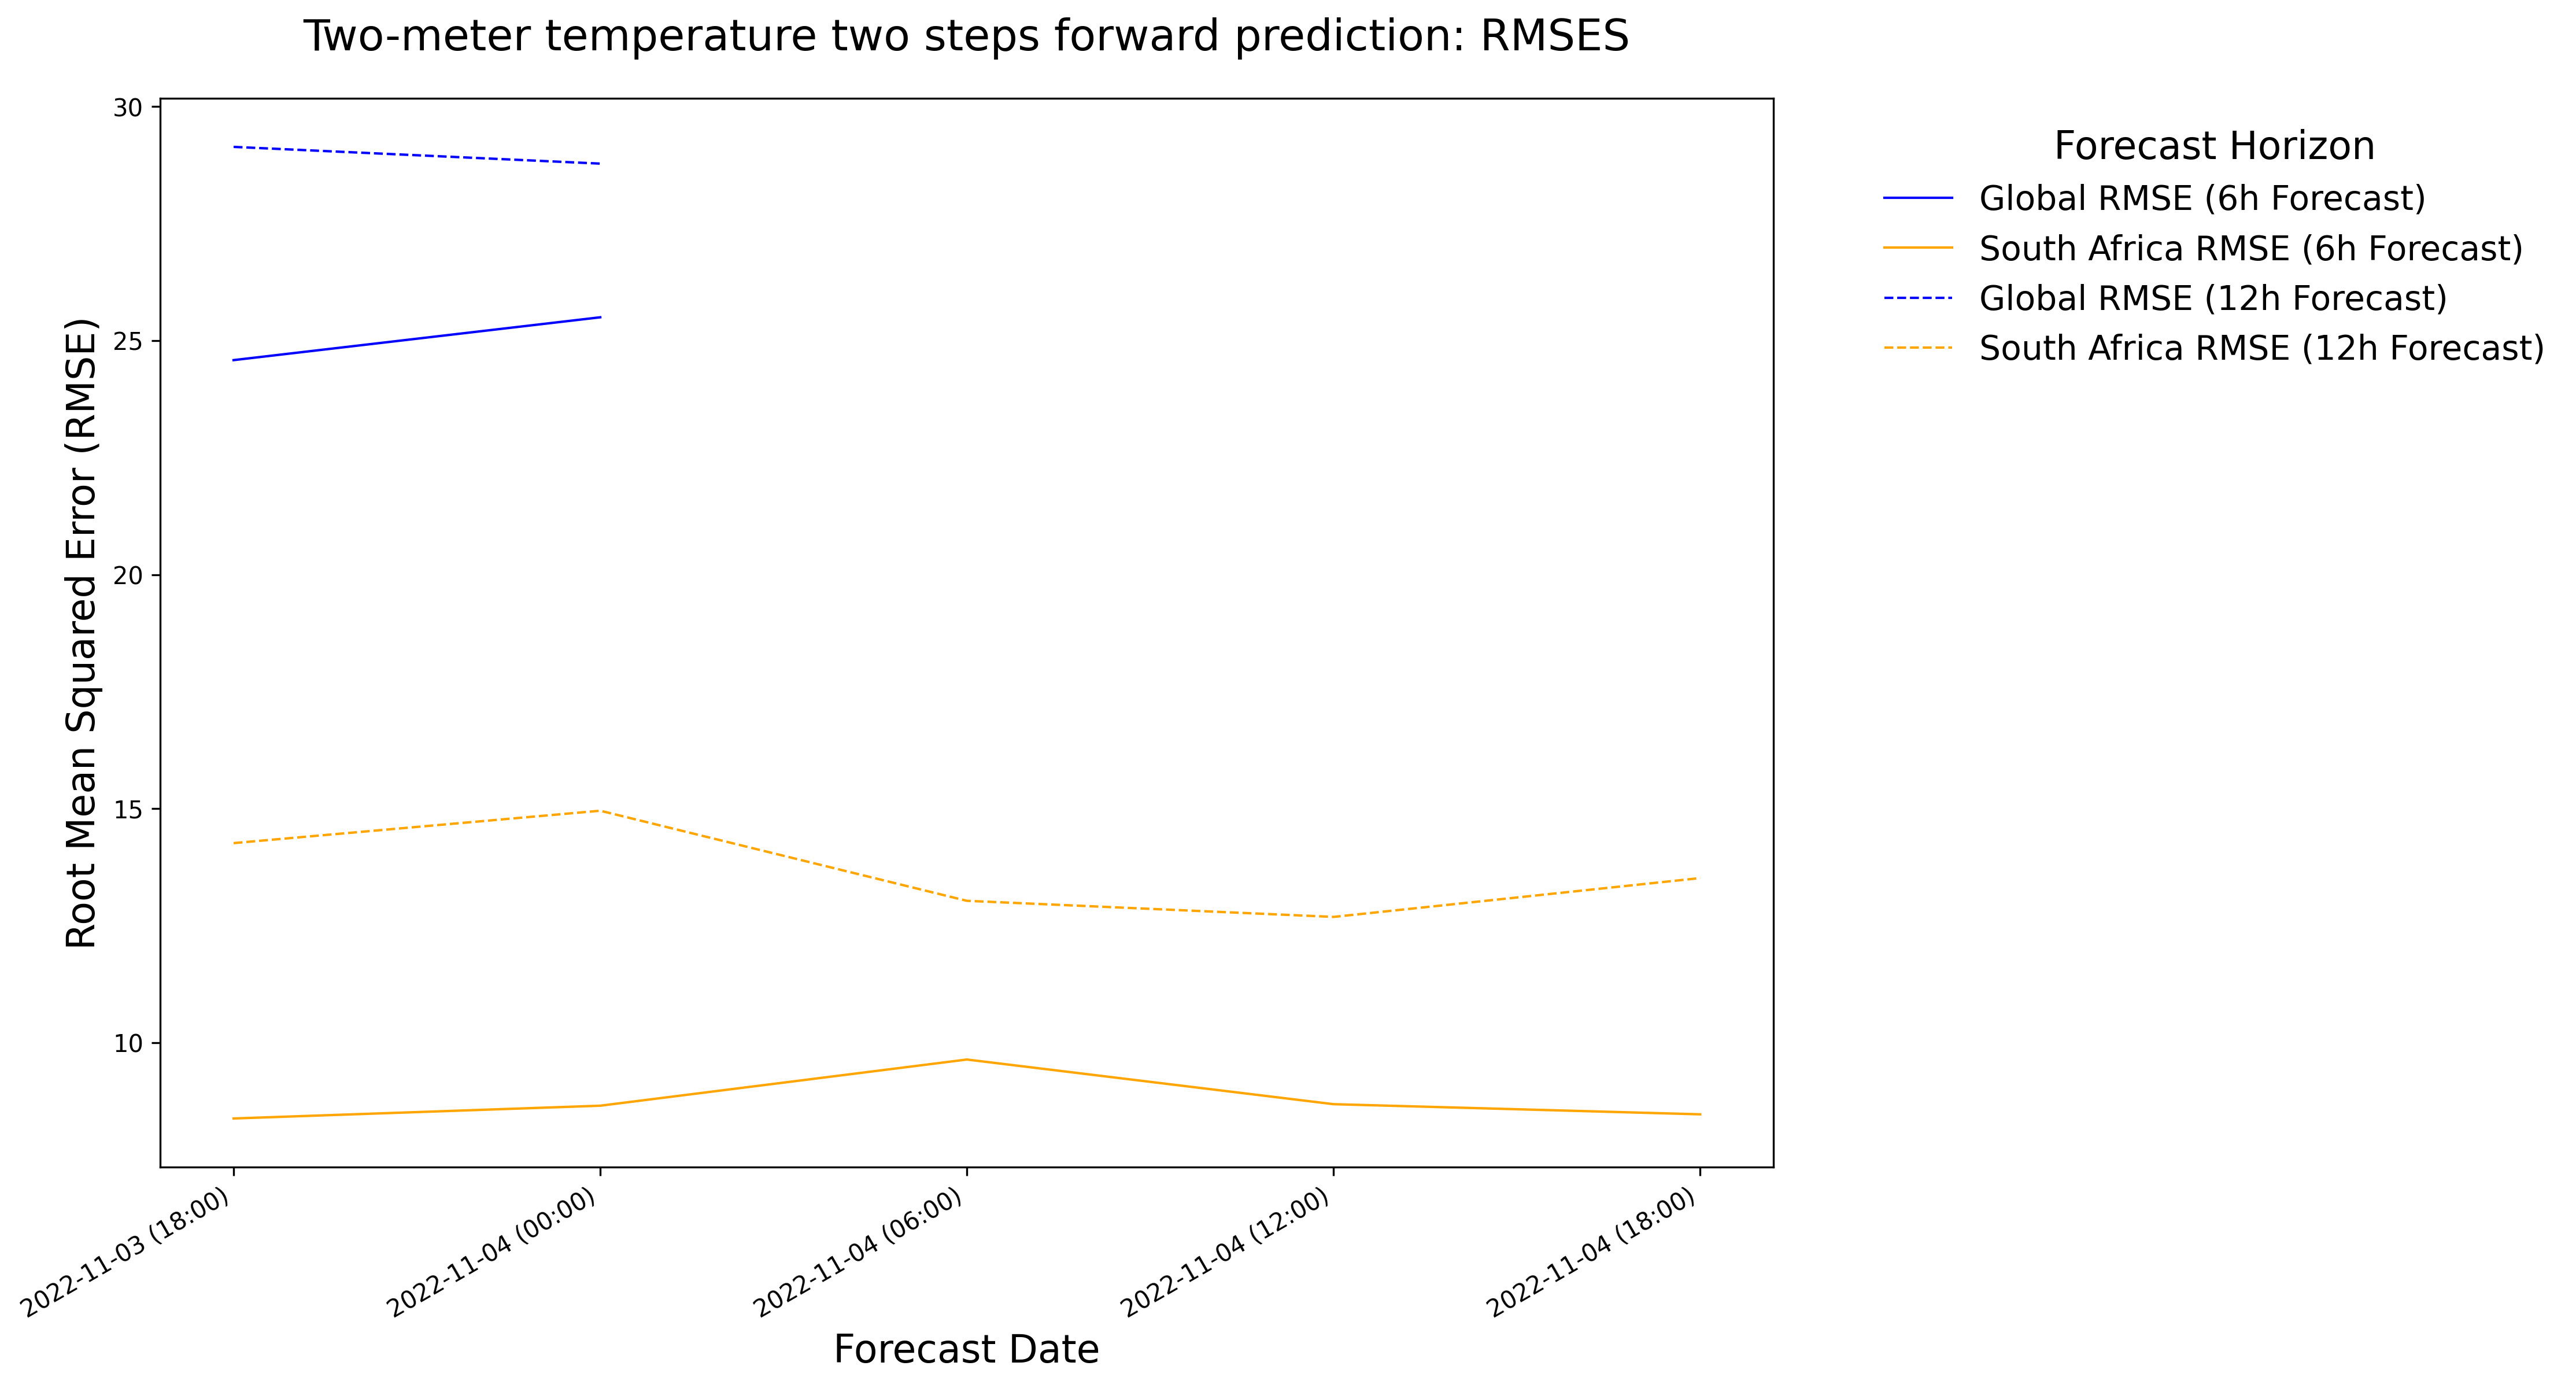 Two-meter temperature two steps forward prediction: RMSES
Root Mean Squared Error (RMSE)
30
25
20
15
10
2022-11-03 (18:00)
2022-11-04 (00:00)
2022-11-04 (06:00)
2022-11-04 (12:00)
2022-11-04 (18:00)
Forecast Date
Forecast Horizon
Global RMSE (6h Forecast)
South Africa RMSE (6h Forecast)
Global RMSE (12h Forecast)
South Africa RMSE (12h Forecast)